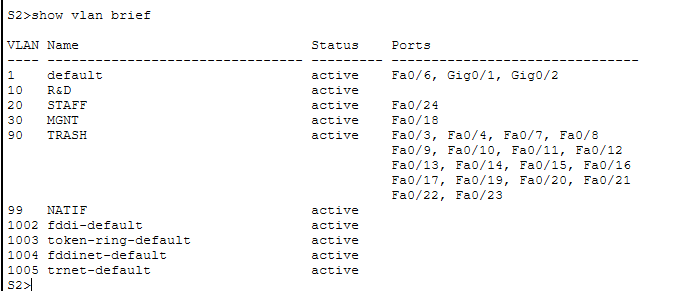 S2>show vlan brief
VLAN Name Status Ports
---- -------------------------------- --------- -------------------------------
1 default active Fa0/6, Gig0/1, Gig0/2
10 R&D active
20 STAFF active Fa0/24
30 MGNT active Fa0/18
90 TRASH active Fa0/3, Fa0/4, Fa0/7, Fa0/8
Fa0/9, Fa0/10, Fa0/11, Fa0/12
Fa0/13, Fa0/14, Fa0/15, Fa0/16
Fa0/17, Fa0/19, Fa0/20, Fa0/21
Fa0/22, Fa0/23
99 NATIF active
1002 fddi-default active
1003 token-ring-default active
1004 fddinet-default active
1005 trnet-default active
S2>